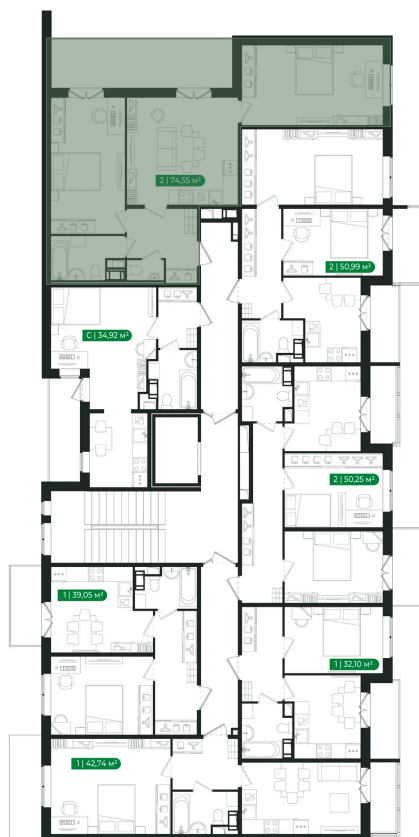 2 | 74,55 м²
2 | 50,99 м²
С | 34,92 м²
2 | 50,25 м²
1 | 39,05 м²
1 | 32,10 м²
1 | 42,74 м²